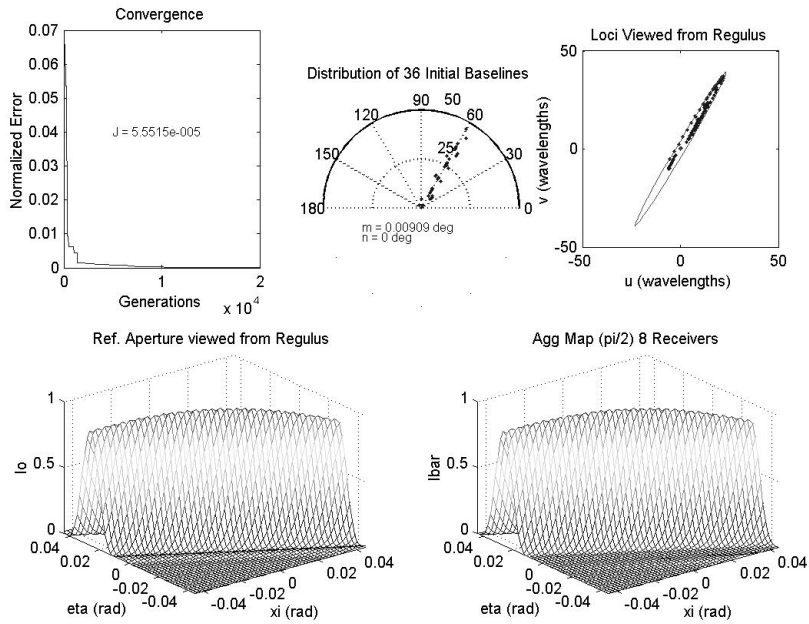 Convergence
0.07
0.06
0.05
0.04
0.03
0.02
0.01
0
Normalized Error
J = 5.5515e-005
0 1 2
Generations
x 10^4
Distribution of 36 Initial Baselines
90 50
120 60
25
150 30
180 0
m = 0.00909 deg
n = 0 deg
Loci Viewed from Regulus
50
0
-50
v (wavelengths)
-50 0 50
u (wavelengths)
Ref. Aperture viewed from Regulus
1
0.5
0
Io
0.04
0.02
0
-0.02
-0.04
eta (rad)
-0.04
-0.02
0
0.02
0.04
xi (rad)
Agg Map (pi/2) 8 Receivers
1
0.5
0
Ibar
0.04
0.02
0
-0.02
-0.04
eta (rad)
-0.04
-0.02
0
0.02
0.04
xi (rad)